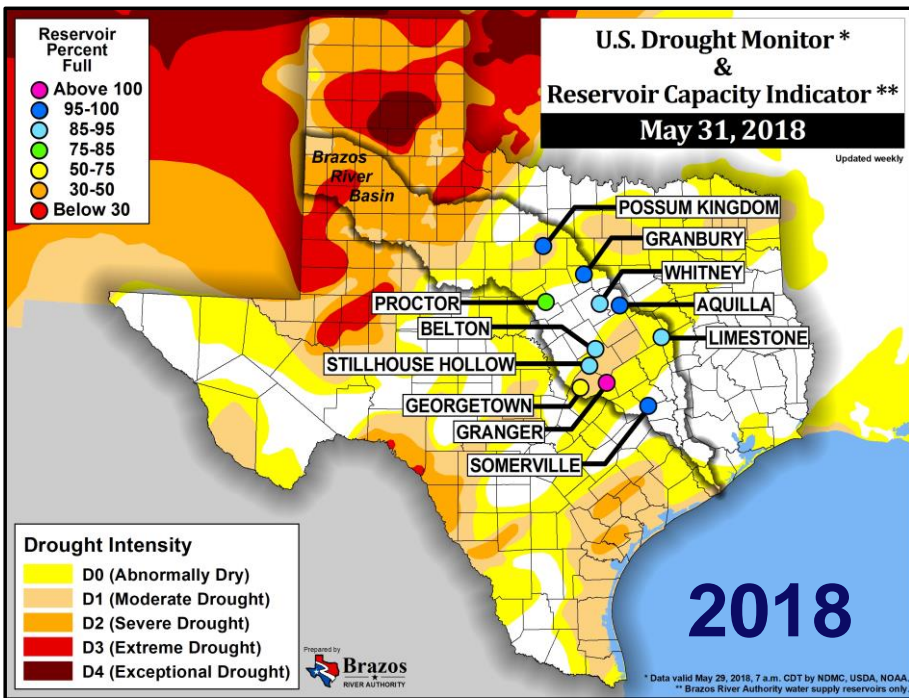 Reservoir
Percent
Full
Above 100
95-100
85-95
75-85
50-75
30-50
Below 30
U.S. Drought Monitor *
&
Reservoir Capacity Indicator **
May 31, 2018
Updated weekly
Brazos
River
Basin
POSSUM KINGDOM
GRANBURY
WHITNEY
PROCTOR
AQUILLA
BELTON
LIMESTONE
STILLHOUSE HOLLOW
GEORGETOWN
GRANGER
SOMERVILLE
Drought Intensity
D0 (Abnormally Dry)
D1 (Moderate Drought)
D2 (Severe Drought)
D3 (Extreme Drought)
D4 (Exceptional Drought)
Prepared by
Brazos
RIVER AUTHORITY
2018
* Data valid May 29, 2018, 7 a.m. CDT by NDMC, USDA, NOAA.
** Brazos River Authority water supply reservoirs only.